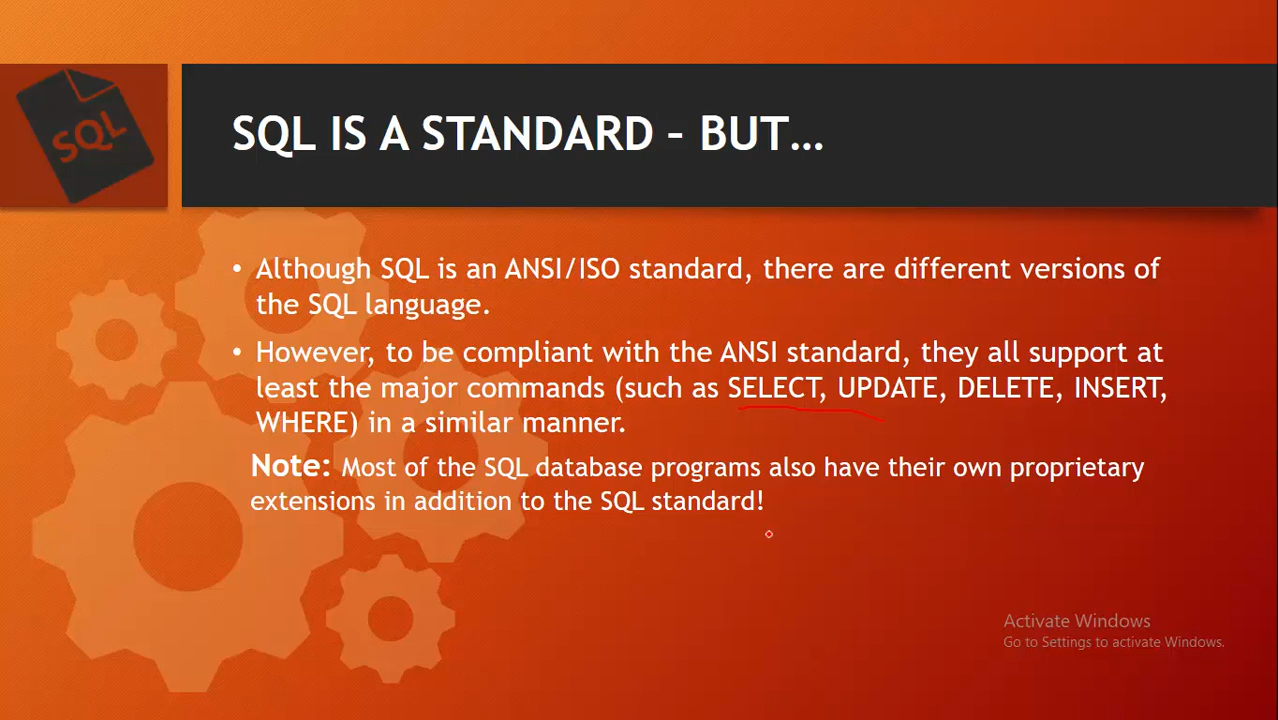 SQL
SQL IS A STANDARD – BUT...
• Although SQL is an ANSI/ISO standard, there are different versions of
the SQL language.
• However, to be compliant with the ANSI standard, they all support at
least the major commands (such as SELECT, UPDATE, DELETE, INSERT,
WHERE) in a similar manner.
Note: Most of the SQL database programs also have their own proprietary
extensions in addition to the SQL standard!
Activate Windows
Go to Settings to activate Windows.